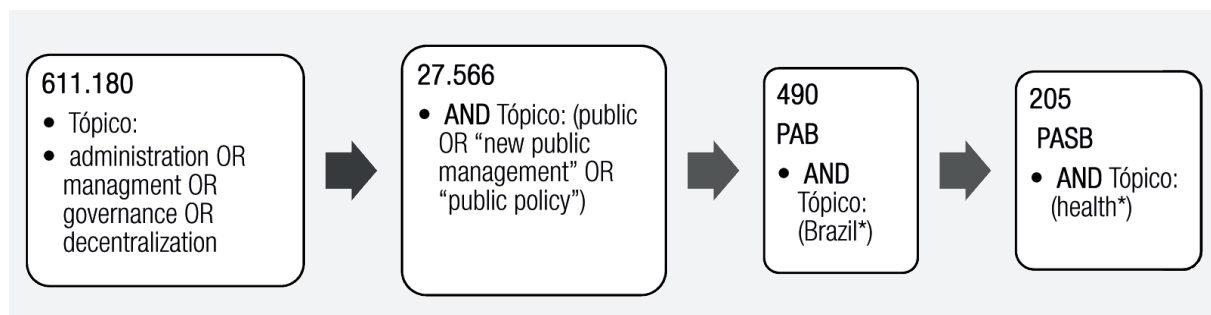 611.180
• Tópico:
• administration OR
managment OR
governance OR
decentralization
27.566
• AND Tópico: (public
OR “new public
management” OR
“public policy”)
490
PAB
• AND
Tópico:
(Brazil*)
205
PASB
• AND Tópico:
(health*)